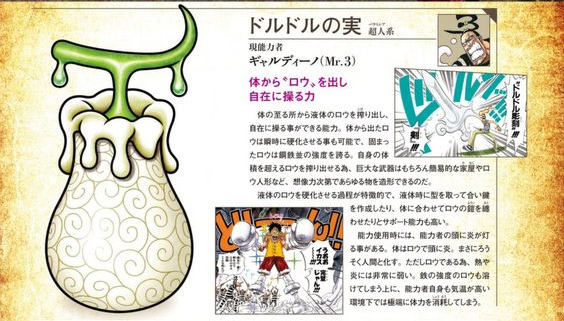 ドルドルの実 パラミシア 超人系
現能力者
ギャルディーノ(Mr.3)
体から〝ロウ〟を出し
自在に操る力
体の至る所から液体のロウを搾り出し、
自在に操る事ができる能力。体から出たロ
ウは瞬時に硬化させる事も可能で、固まっ
たロウは鋼鉄並の強度を誇る。自身の体
積を超えるロウを搾り出せる為、巨大な武器はもちろん簡易的な家屋やロ
ウ人形など、想像力次第であらゆる物を造形できるのだ。
液体のロウを硬化させる過程が特徴的で、液体時に型を取って合い鍵
を作成したり、体に合わせてロウの鎧を纏
わせたりとサポート能力も高い。
能力使用時には、能力者の頭に炎が灯
る事がある。体はロウで頭に炎。まさにろう
そく人間と化す。ただしロウである為、熱や
炎には非常に弱い。鉄の強度のロウも溶
けてしまう上に、能力者自身も気温が高い
環境下では極端に体力を消耗してしまう。
3
ドルドル彫刻
〝剣〟!!!
うおお
カズ
完璧
じゃん!!